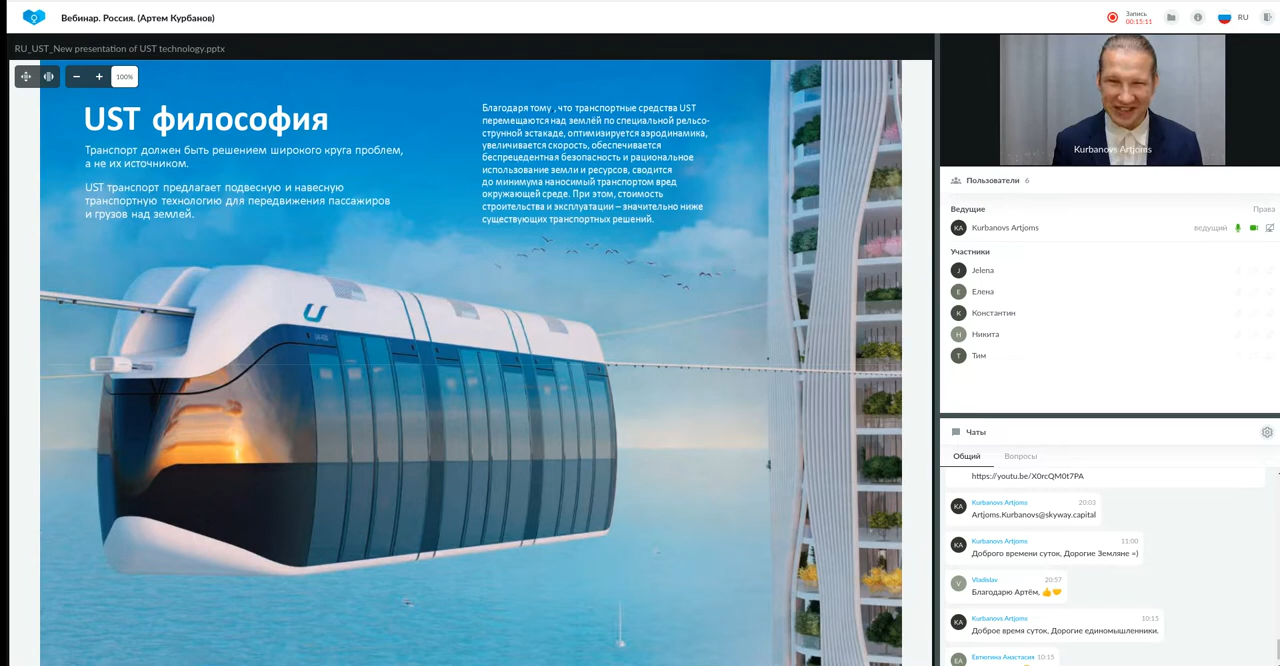 Вебинар. Россия. (Артем Курбанов)
Запись
00:15:11
RU
RU_UST_New presentation of UST technology.pptx
100%
UST философия
Транспорт должен быть решением широкого круга проблем,
а не их источником.
UST транспорт предлагает подвесную и навесную
транспортную технологию для передвижения пассажиров
и грузов над землей.
Благодаря тому , что транспортные средства UST
перемещаются над землёй по специальной рельсо-
струнной эстакаде, оптимизируется аэродинамика,
увеличивается скорость, обеспечивается
беспрецедентная безопасность и рациональное
использование земли и ресурсов, сводится
до минимума наносимый транспортом вред
окружающей среде. При этом, стоимость
строительства и эксплуатации – значительно ниже
существующих транспортных решений.
Kurbanovs Artjoms
Пользователи 6
Ведущие Права
KA Kurbanovs Artjoms ведущий
Участники
J Jelena
Е Елена
К Константин
Н Никита
Т Тим
Чаты
Общий Вопросы
https://youtu.be/X0rcQM0t7PA
KA Kurbanovs Artjoms 20:03
Artjoms.Kurbanovs@skyway.capital
KA Kurbanovs Artjoms 11:00
Доброго времени суток, Дорогие Земляне =)
V Vladislav 20:57
Благодарю Артём, 👍🤝
KA Kurbanovs Artjoms 10:15
Доброе время суток, Дорогие единомышленники.
ЕА Евтюгина Анастасия 10:15